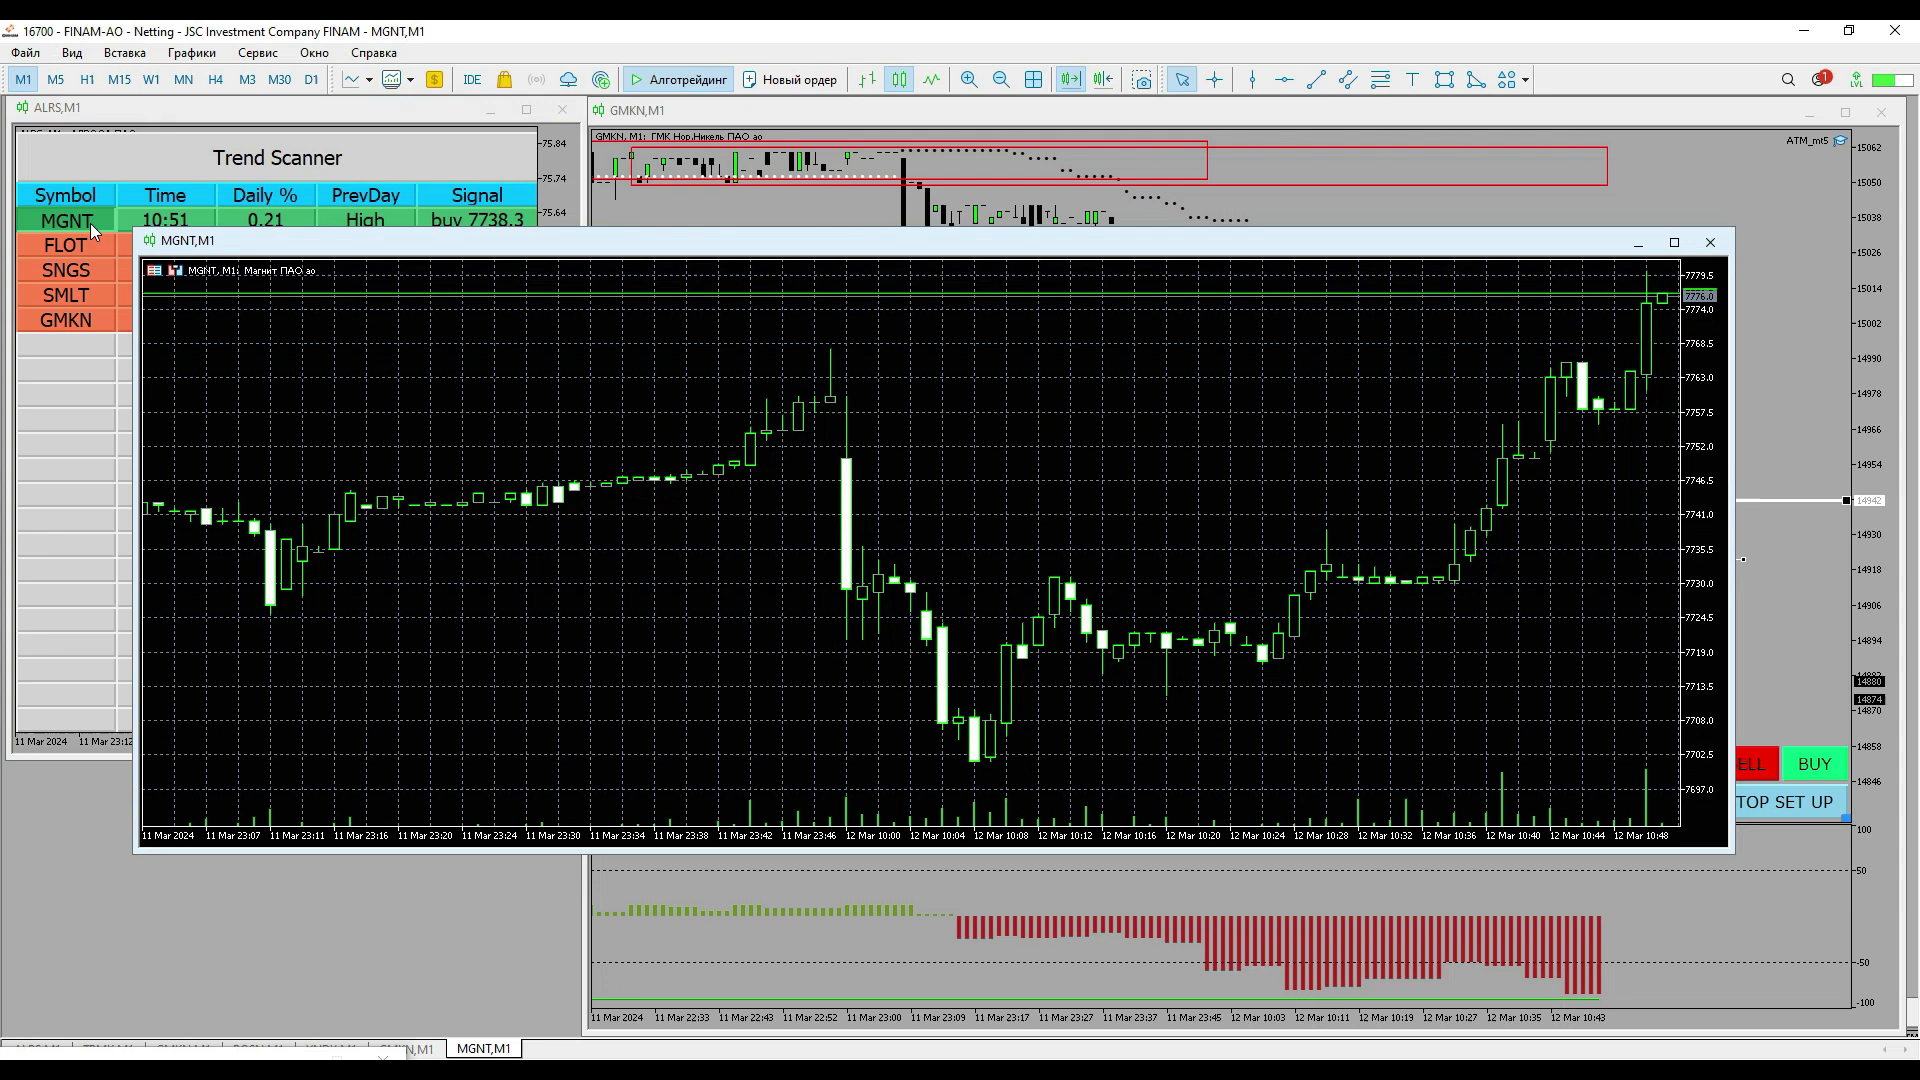 16700 - FINAM-AO - Netting - JSC Investment Company FINAM - MGNT,M1
Файл Вид Вставка Графики Сервис Окно Справка
M1 M5 H1 M15 W1 MN H4 M3 M30 D1 IDE Алготрейдинг Новый ордер 1 LVL
ALRS,M1
GMKN,M1
GMKN, M1: ГМК Нор.Никель ПАО ао
ATM_mt5
Trend Scanner
Symbol Time Daily % PrevDay Signal
MGNT 10:51 0.21 High buy 7738.3
FLOT
SNGS
SMLT
GMKN
75.84
75.74
75.64
11 Mar 2024 11 Mar 23:12
MGNT,M1
MGNT, M1: Магнит ПАО ао
7779.5
7776.0
7774.0
7768.5
7763.0
7757.5
7752.0
7746.5
7741.0
7735.5
7730.0
7724.5
7719.0
7713.5
7708.0
7702.5
7697.0
11 Mar 2024 11 Mar 23:07 11 Mar 23:11 11 Mar 23:16 11 Mar 23:20 11 Mar 23:24 11 Mar 23:30 11 Mar 23:34 11 Mar 23:38 11 Mar 23:42 11 Mar 23:46 12 Mar 10:00 12 Mar 10:04 12 Mar 10:08 12 Mar 10:12 12 Mar 10:16 12 Mar 10:20 12 Mar 10:24 12 Mar 10:28 12 Mar 10:32 12 Mar 10:36 12 Mar 10:40 12 Mar 10:44 12 Mar 10:48
15062
15050
15038
15026
15014
15002
14990
14978
14966
14954
14942
14930
14918
14906
14894
14880
14874
14870
14858
14846
ELL BUY
TOP SET UP
100
50
-50
-100
11 Mar 2024 11 Mar 22:33 11 Mar 22:43 11 Mar 22:52 11 Mar 23:00 11 Mar 23:09 11 Mar 23:17 11 Mar 23:27 11 Mar 23:37 11 Mar 23:45 12 Mar 10:03 12 Mar 10:11 12 Mar 10:19 12 Mar 10:27 12 Mar 10:35 12 Mar 10:43
MGNT,M1